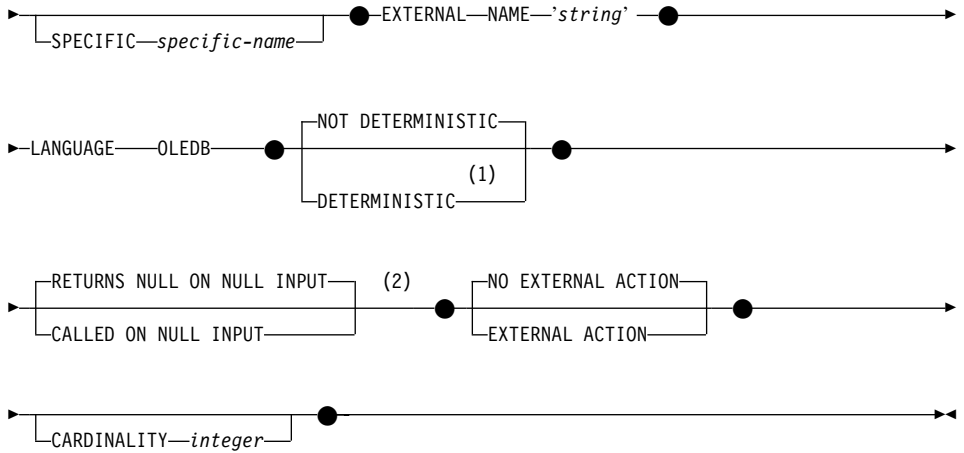 EXTERNAL NAME 'string'
SPECIFIC specific-name
NOT DETERMINISTIC
LANGUAGE OLEDB
(1)
DETERMINISTIC
RETURNS NULL ON NULL INPUT (2) NO EXTERNAL ACTION
CALLED ON NULL INPUT EXTERNAL ACTION
CARDINALITY integer